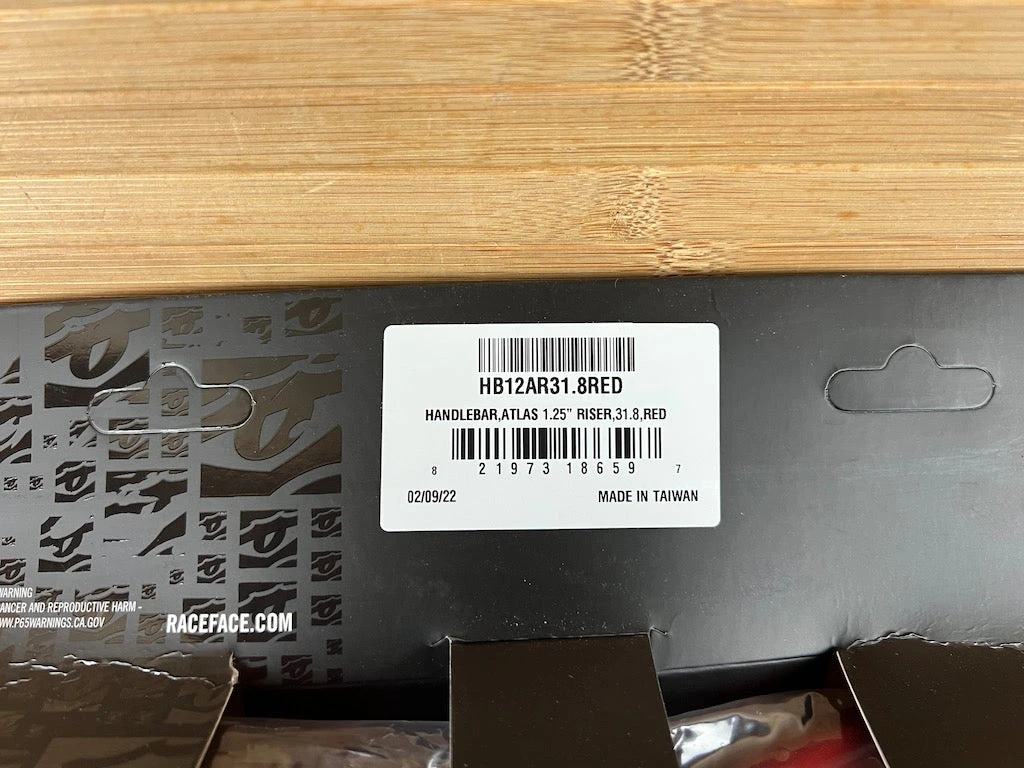 HB12AR31.8RED
HANDLEBAR,ATLAS 1.25" RISER,31.8,RED
8 21973 18659 7
02/09/22 MADE IN TAIWAN
WARNING
CANCER AND REPRODUCTIVE HARM -
WWW.P65WARNINGS.CA.GOV
RACEFACE.COM